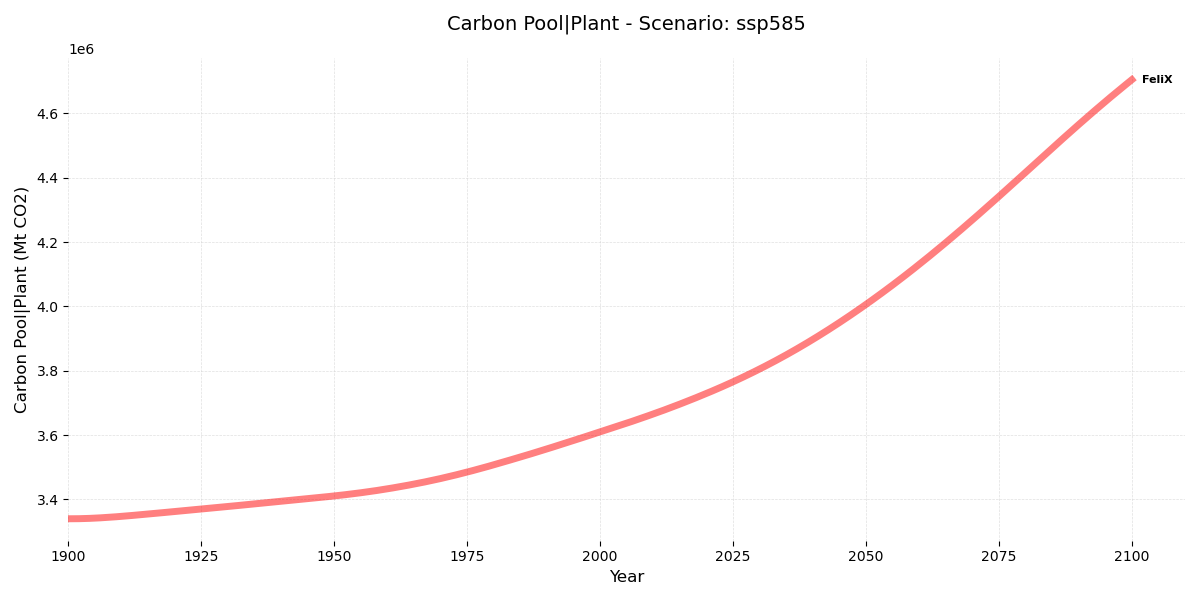 Carbon Pool|Plant - Scenario: ssp585
1e6
FeliX
4.6
4.4
4.2
4.0
3.8
3.6
3.4
Carbon Pool|Plant (Mt CO2)
1900 1925 1950 1975 2000 2025 2050 2075 2100
Year